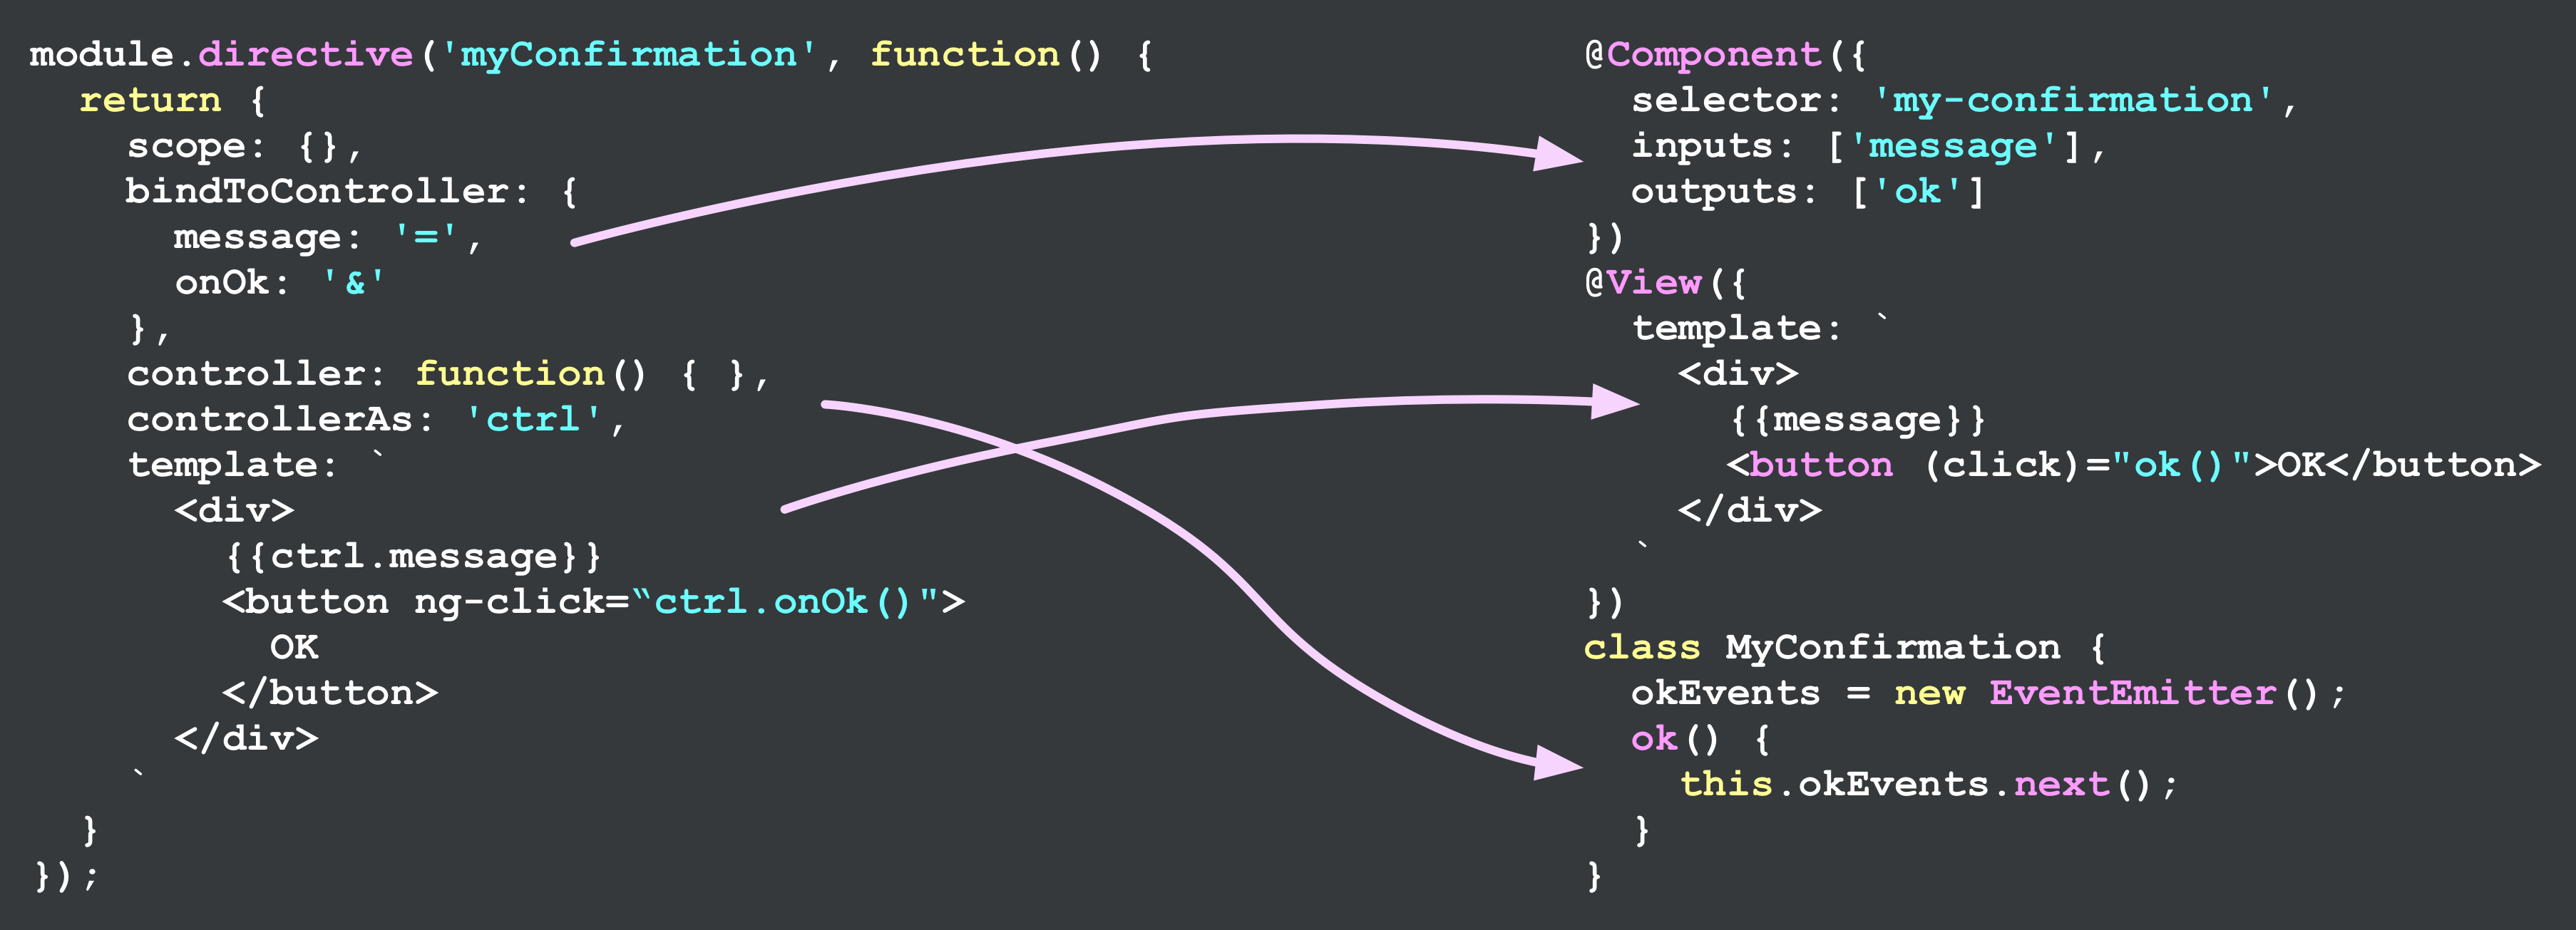 module.directive('myConfirmation', function() {
  return {
    scope: {},
    bindToController: {
      message: '=',
      onOk: '&'
    },
    controller: function() { },
    controllerAs: 'ctrl',
    template: `
      <div>
        {{ctrl.message}}
        <button ng-click=“ctrl.onOk()">
          OK
        </button>
      </div>
    `
  }
});
@Component({
  selector: 'my-confirmation',
  inputs: ['message'],
  outputs: ['ok']
})
@View({
  template: `
    <div>
      {{message}}
      <button (click)="ok()">OK</button>
    </div>
  `
})
class MyConfirmation {
  okEvents = new EventEmitter();
  ok() {
    this.okEvents.next();
  }
}